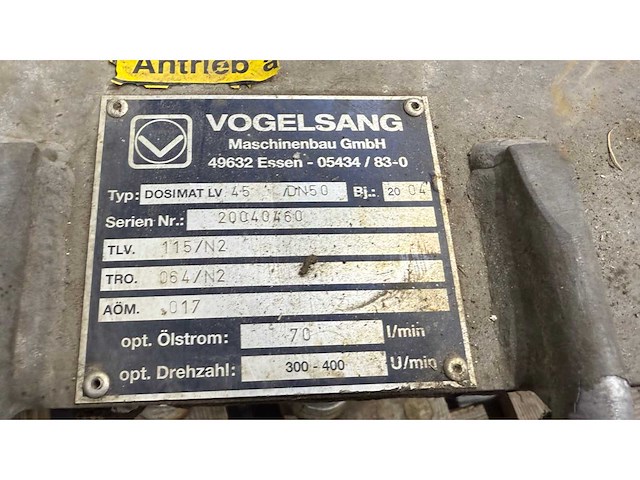 Antrieb a
VOGELSANG
Maschinenbau GmbH
49632 Essen - 05434 / 83-0
Typ: DOSIMAT LV 45 /DN50 Bj.: 20 04
Serien Nr.: 20040460
TLV. 115/N2
TRO. 064/N2
AÖM. 017
opt. Ölstrom: 70 l/min
opt. Drehzahl: 300 - 400 U/min